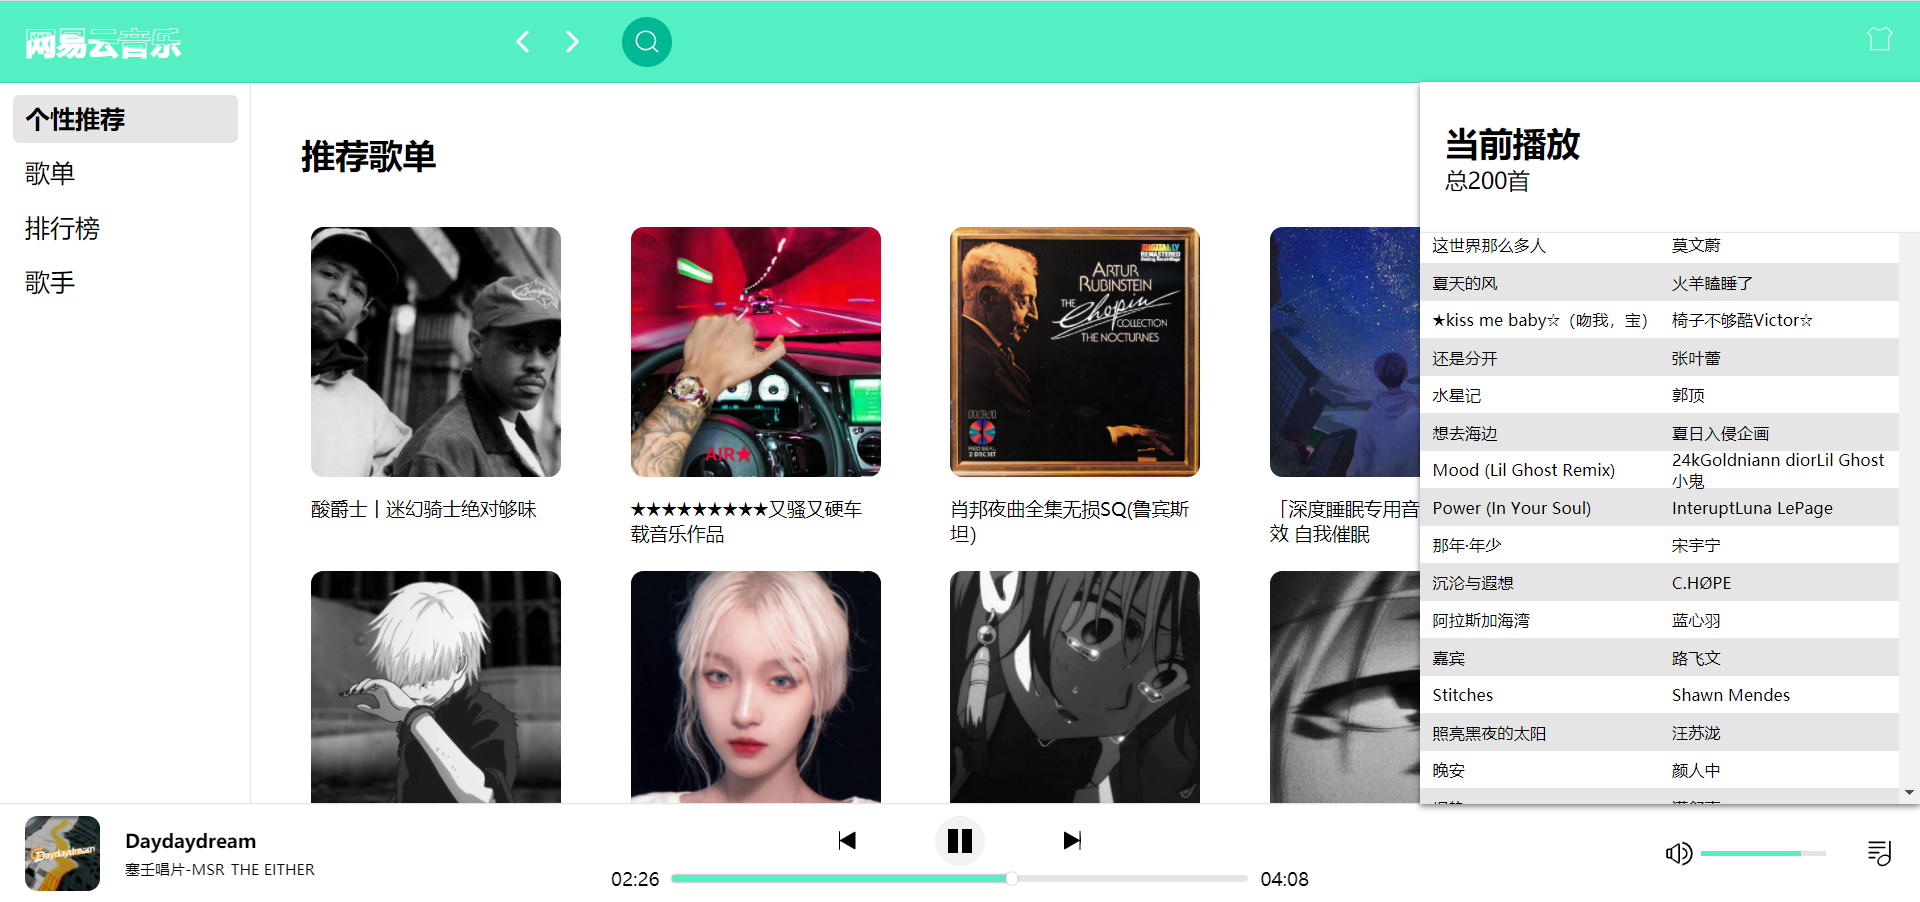 网易云音乐
个性推荐
歌单
排行榜
歌手
推荐歌单
ARTUR
RUBINSTEIN
THE
Chopin
COLLECTION
THE NOCTURNES
DIGITALLY
REMASTERED
Analog Recordings
RCA
RED SEAL
2 DISC SET
AIR★
酸爵士丨迷幻骑士绝对够味
★★★★★★★★★又骚又硬车
载音乐作品
肖邦夜曲全集无损SQ(鲁宾斯
坦)
「深度睡眠专用音
效 自我催眠
当前播放
总200首
这世界那么多人 莫文蔚
夏天的风 火羊瞌睡了
★kiss me baby☆（吻我，宝） 椅子不够酷Victor☆
还是分开 张叶蕾
水星记 郭顶
想去海边 夏日入侵企画
Mood (Lil Ghost Remix) 24kGoldniann diorLil Ghost
小鬼
Power (In Your Soul) InteruptLuna LePage
那年·年少 宋宇宁
沉沦与遐想 C.HØPE
阿拉斯加海湾 蓝心羽
嘉宾 路飞文
Stitches Shawn Mendes
照亮黑夜的太阳 汪苏泷
晚安 颜人中
Daydaydream
Daydaydream
塞壬唱片-MSR THE EITHER
02:26
04:08